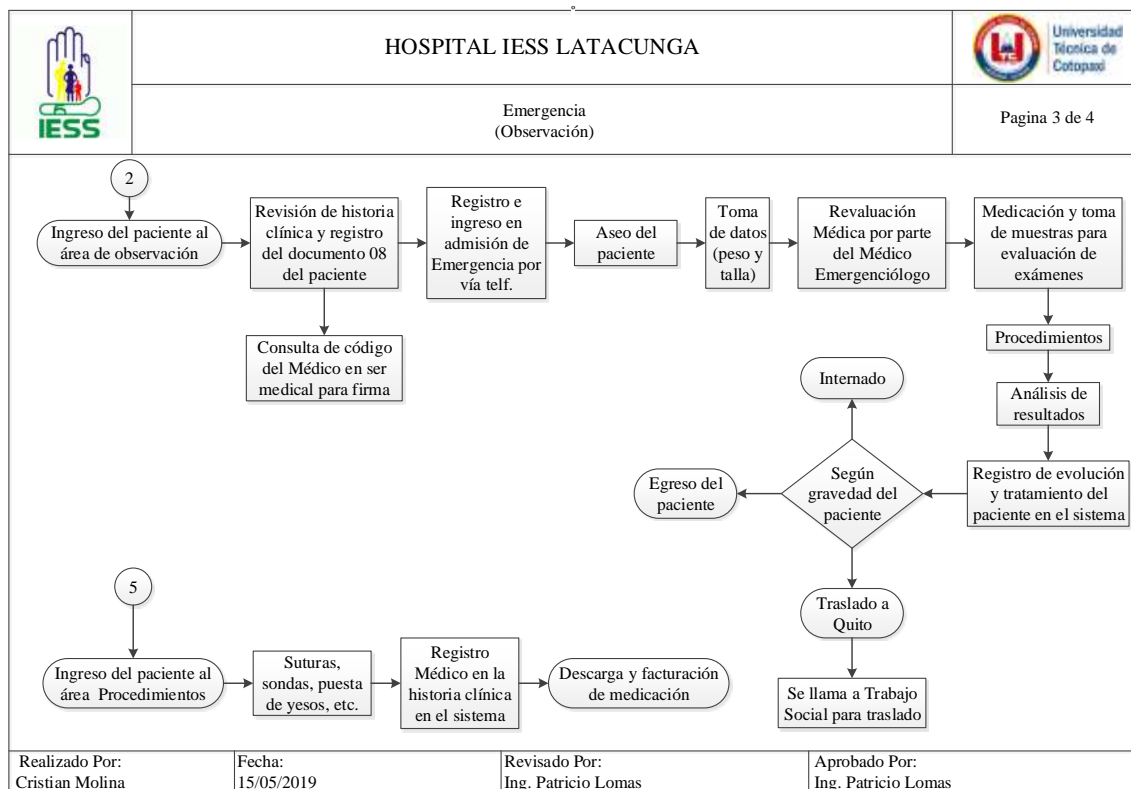 IESS
HOSPITAL IESS LATACUNGA
Universidad
Técnica de
Cotopaxi
Emergencia
(Observación)
Pagina 3 de 4
2
Ingreso del paciente al
área de observación
Revisión de historia
clínica y registro
del documento 08
del paciente
Registro e
ingreso en
admisión de
Emergencia por
vía telf.
Aseo del
paciente
Toma
de datos
(peso y
talla)
Revaluación
Médica por parte
del Médico
Emergenciólogo
Medicación y toma
de muestras para
evaluación de
exámenes
Consulta de código
del Médico en ser
medical para firma
Procedimientos
Análisis de
resultados
Registro de evolución
y tratamiento del
paciente en el sistema
Según
gravedad del
paciente
Internado
Egreso del
paciente
Traslado a
Quito
Se llama a Trabajo
Social para traslado
5
Ingreso del paciente al
área Procedimientos
Suturas,
sondas, puesta
de yesos, etc.
Registro
Médico en la
historia clínica
en el sistema
Descarga y facturación
de medicación
Realizado Por:
Cristian Molina
Fecha:
15/05/2019
Revisado Por:
Ing. Patricio Lomas
Aprobado Por:
Ing. Patricio Lomas